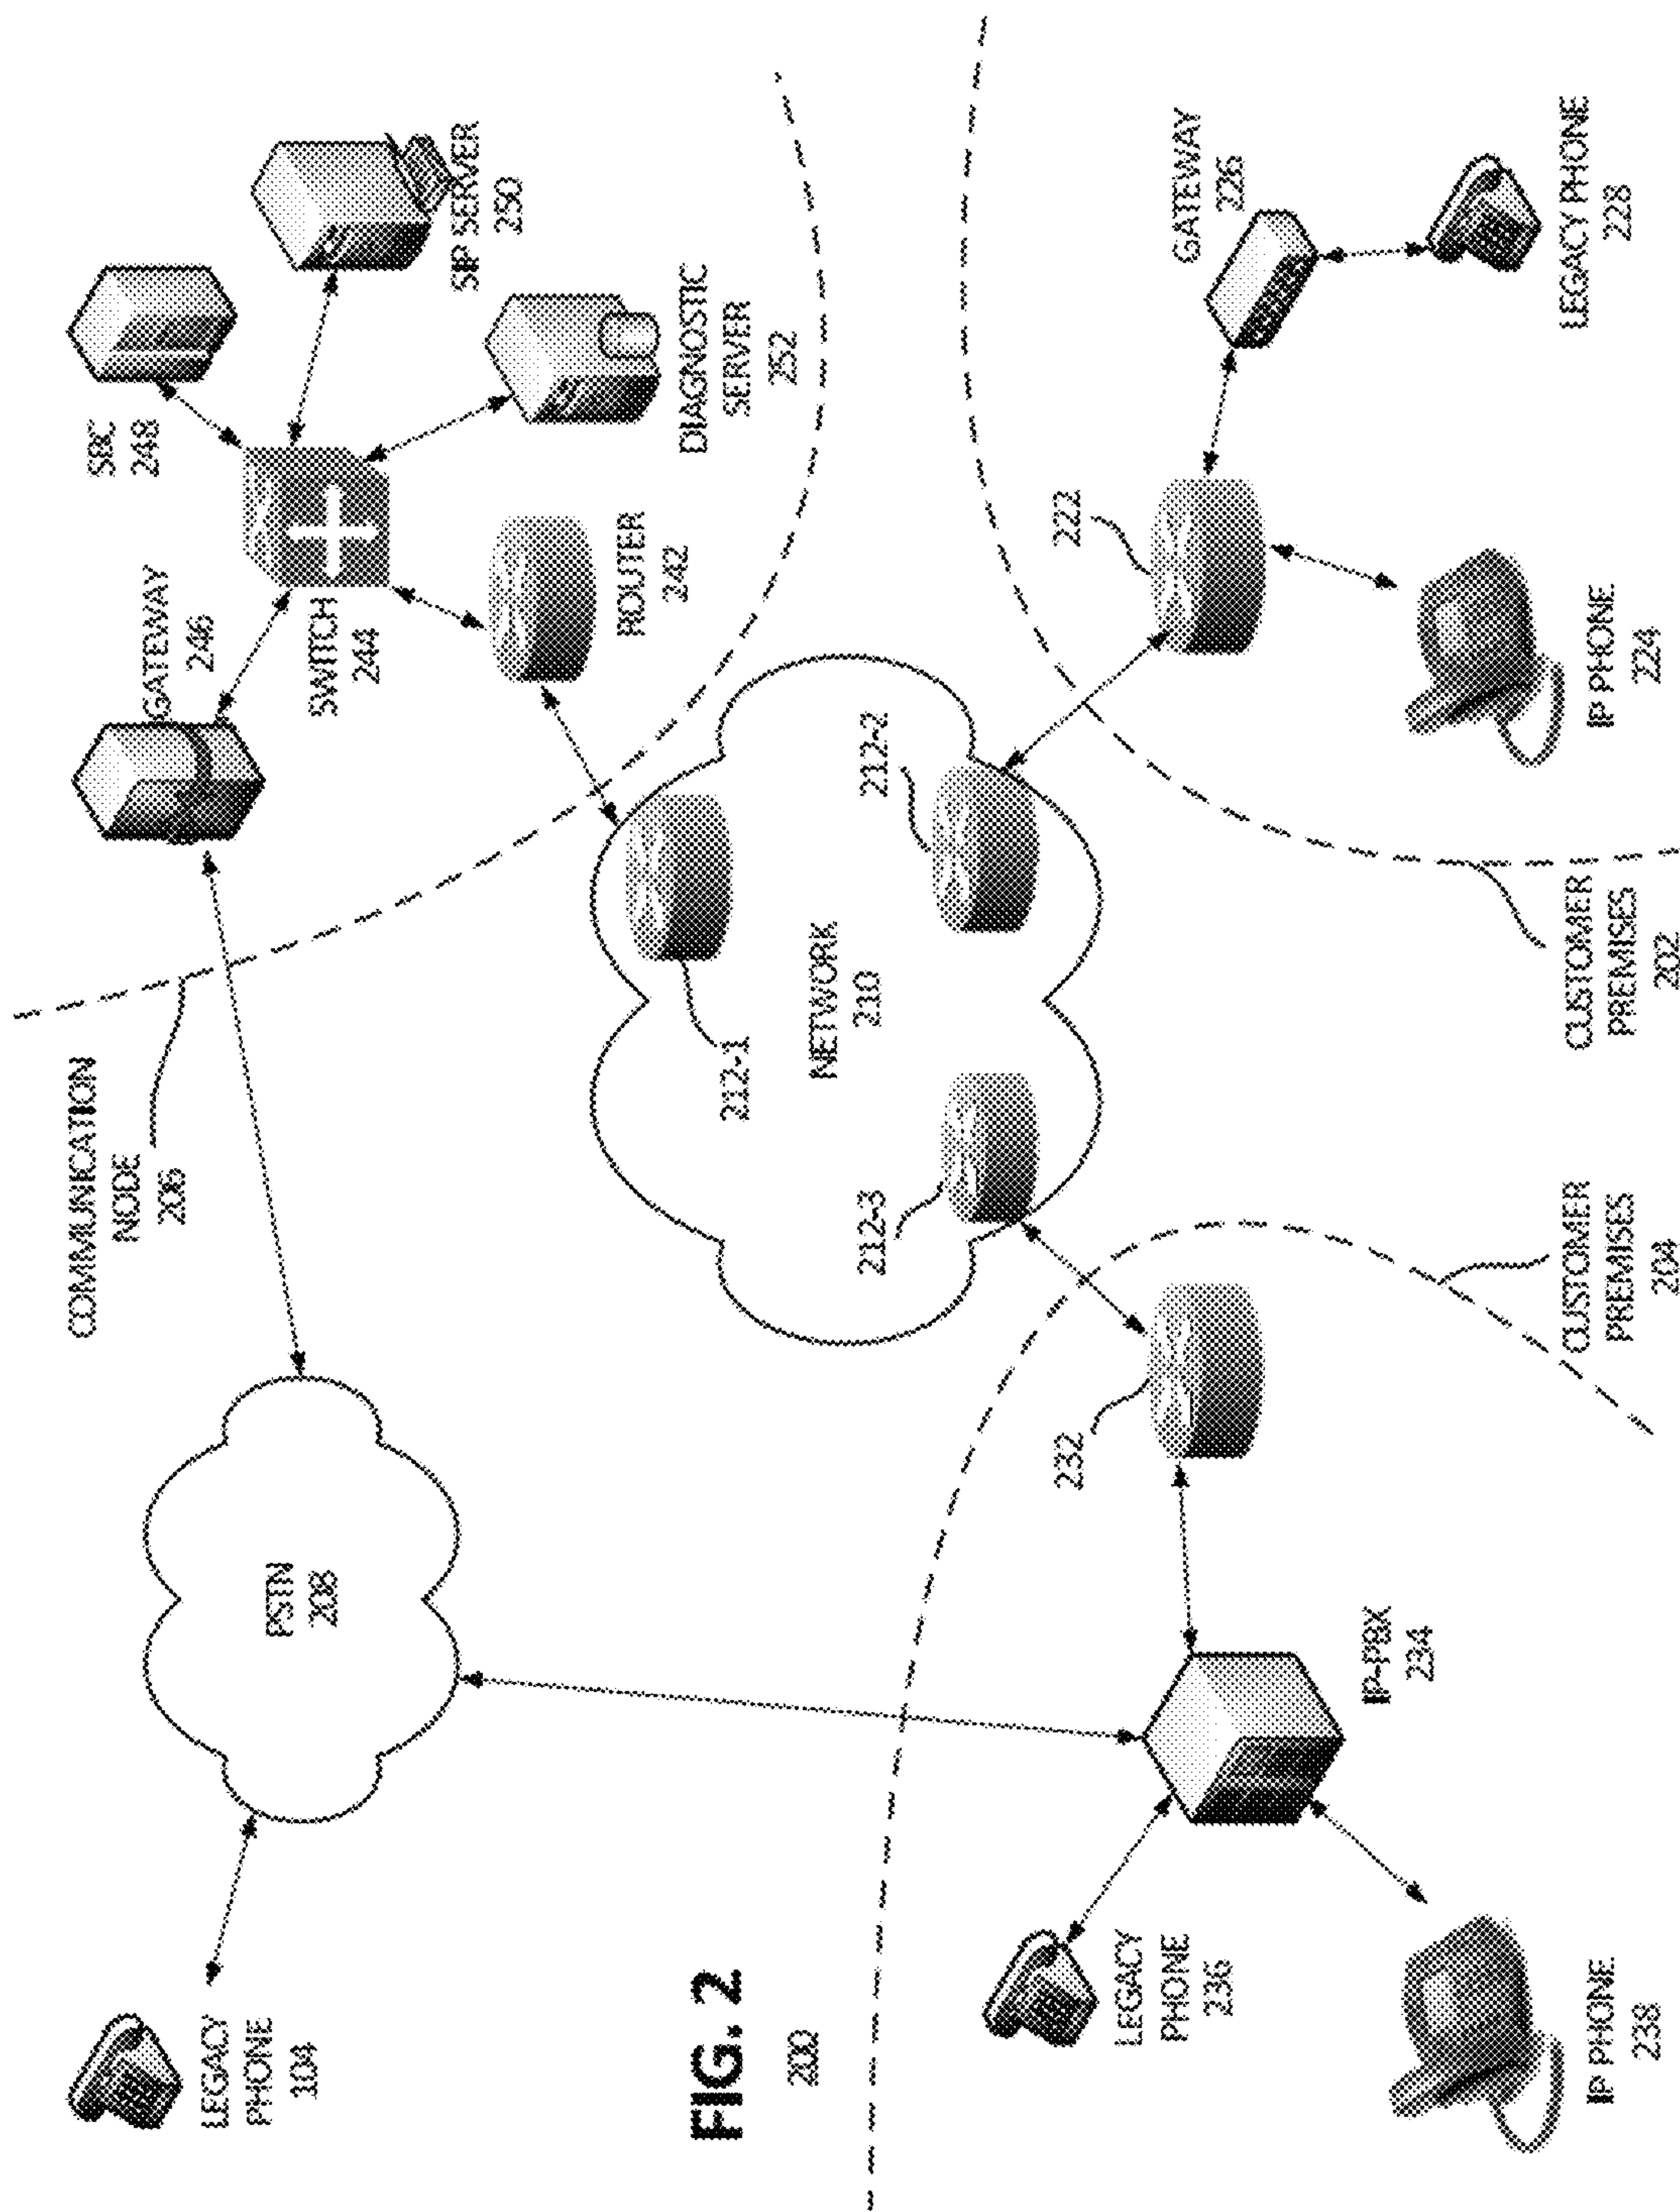 LEGACY
PHONE
104
PSTN
208
COMMUNICATION
NODE
206
GATEWAY
246
SBC
248
SWITCH
244
SIP SERVER
250
ROUTER
242
DIAGNOSTIC
SERVER
252
FIG. 2
200
212-1
NETWORK
210
212-3
212-2
LEGACY
PHONE
236
232
222
GATEWAY
226
IP-PBX
234
IP PHONE
238
CUSTOMER
PREMISES
204
CUSTOMER
PREMISES
202
IP PHONE
224
LEGACY PHONE
228